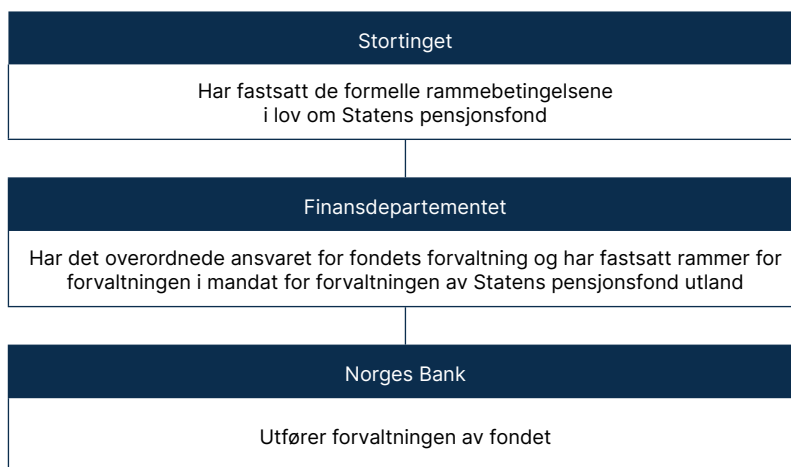 Stortinget
Har fastsatt de formelle rammebetingelsene
i lov om Statens pensjonsfond
Finansdepartementet
Har det overordnede ansvaret for fondets forvaltning og har fastsatt rammer for
forvaltningen i mandat for forvaltningen av Statens pensjonsfond utland
Norges Bank
Utfører forvaltningen av fondet